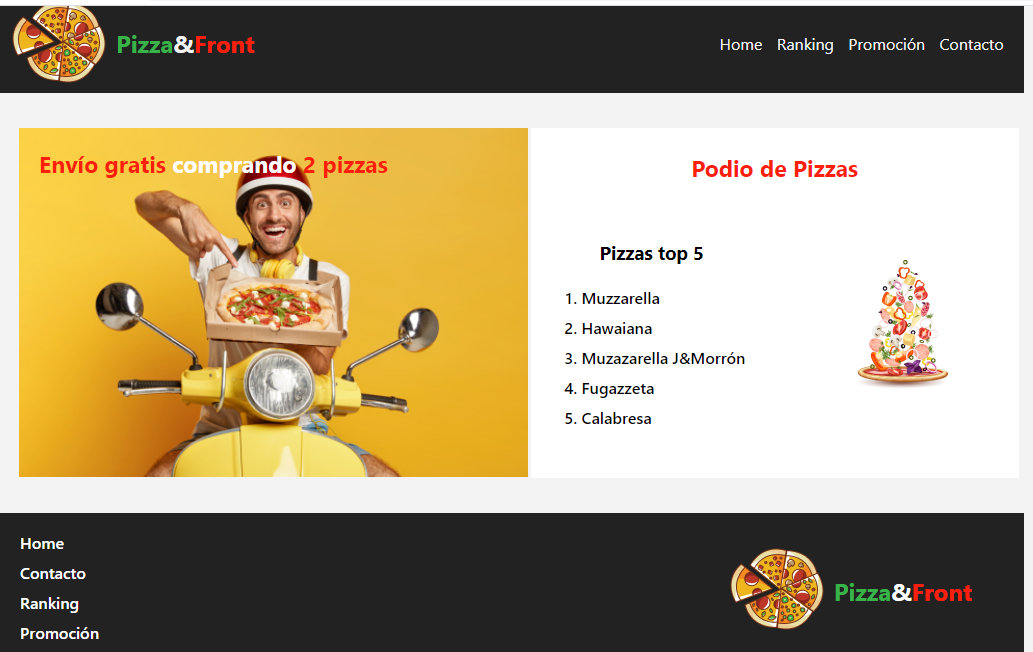 Pizza&Front
Home Ranking Promoción Contacto
Envío gratis comprando 2 pizzas
Podio de Pizzas
Pizzas top 5
1. Muzzarella
2. Hawaiana
3. Muzazarella J&Morrón
4. Fugazzeta
5. Calabresa
Home
Contacto
Ranking
Promoción
Pizza&Front